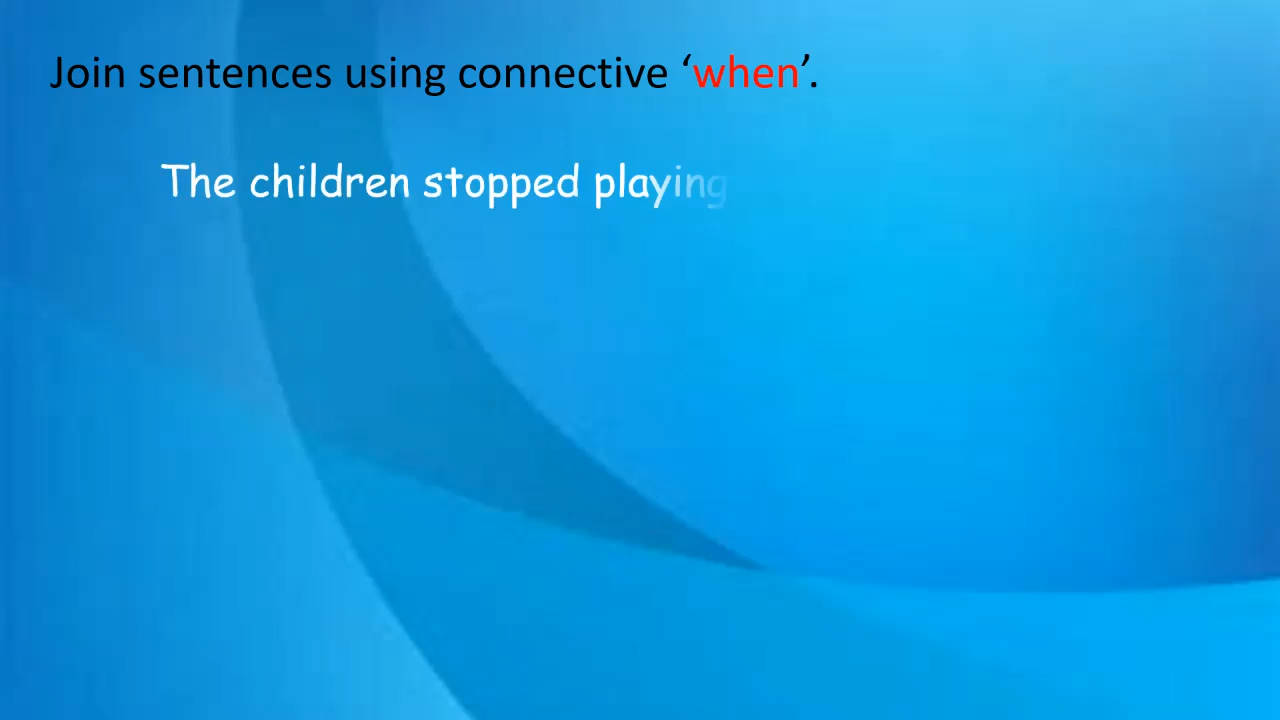 Join sentences using connective ‘when’.
The children stopped playing